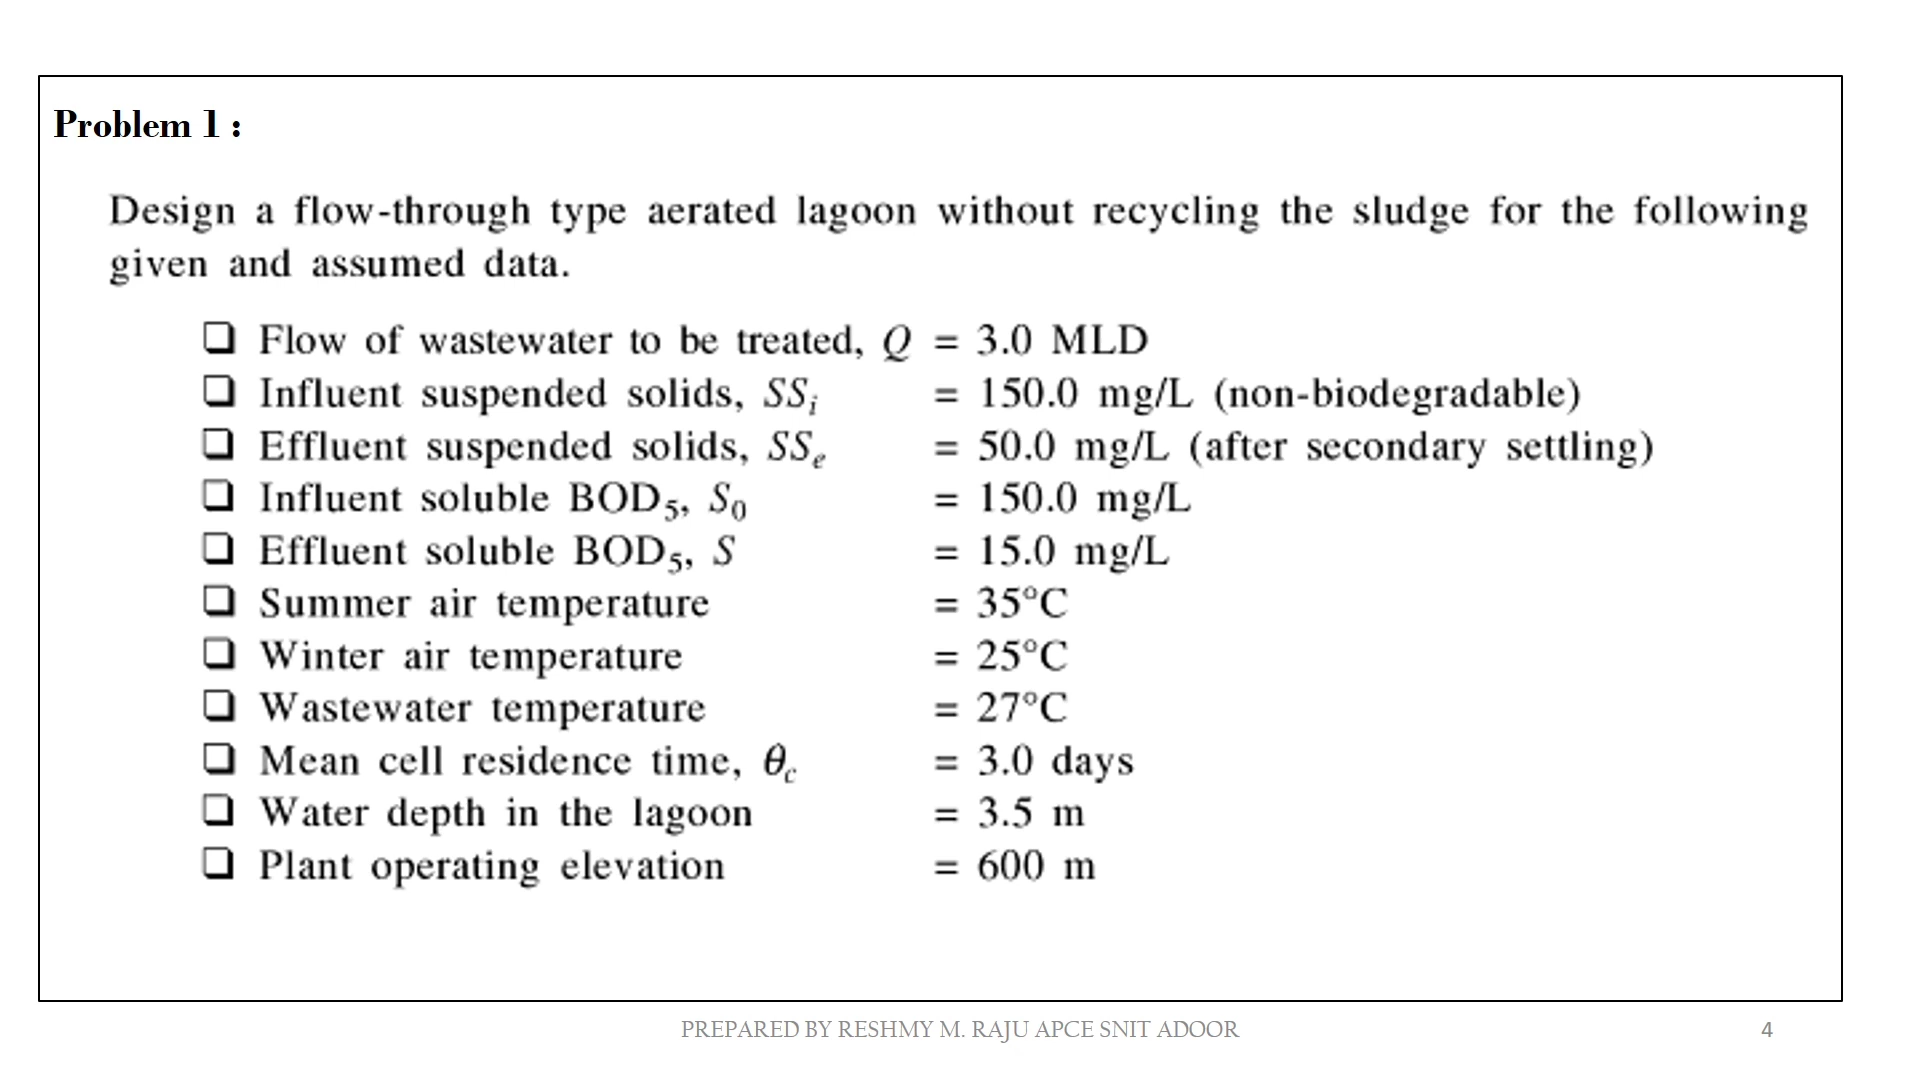 Problem 1 :
Design a flow-through type aerated lagoon without recycling the sludge for the following
given and assumed data.
❏ Flow of wastewater to be treated, Q = 3.0 MLD
❏ Influent suspended solids, SSᵢ = 150.0 mg/L (non-biodegradable)
❏ Effluent suspended solids, SSₑ = 50.0 mg/L (after secondary settling)
❏ Influent soluble BOD₅, S₀ = 150.0 mg/L
❏ Effluent soluble BOD₅, S = 15.0 mg/L
❏ Summer air temperature = 35°C
❏ Winter air temperature = 25°C
❏ Wastewater temperature = 27°C
❏ Mean cell residence time, θ_c = 3.0 days
❏ Water depth in the lagoon = 3.5 m
❏ Plant operating elevation = 600 m
PREPARED BY RESHMY M. RAJU APCE SNIT ADOOR
4